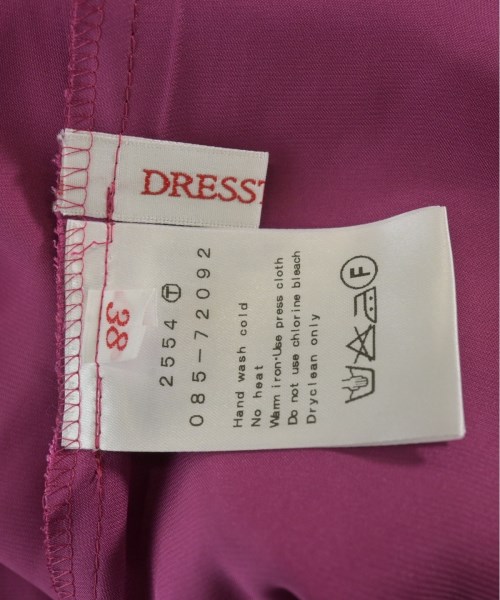 DRESST
38
2554 Ⓣ
085-72092
Hand wash cold
No heat
Warm iron·Use press cloth
Do not use chlorine bleach
Dryclean only
F